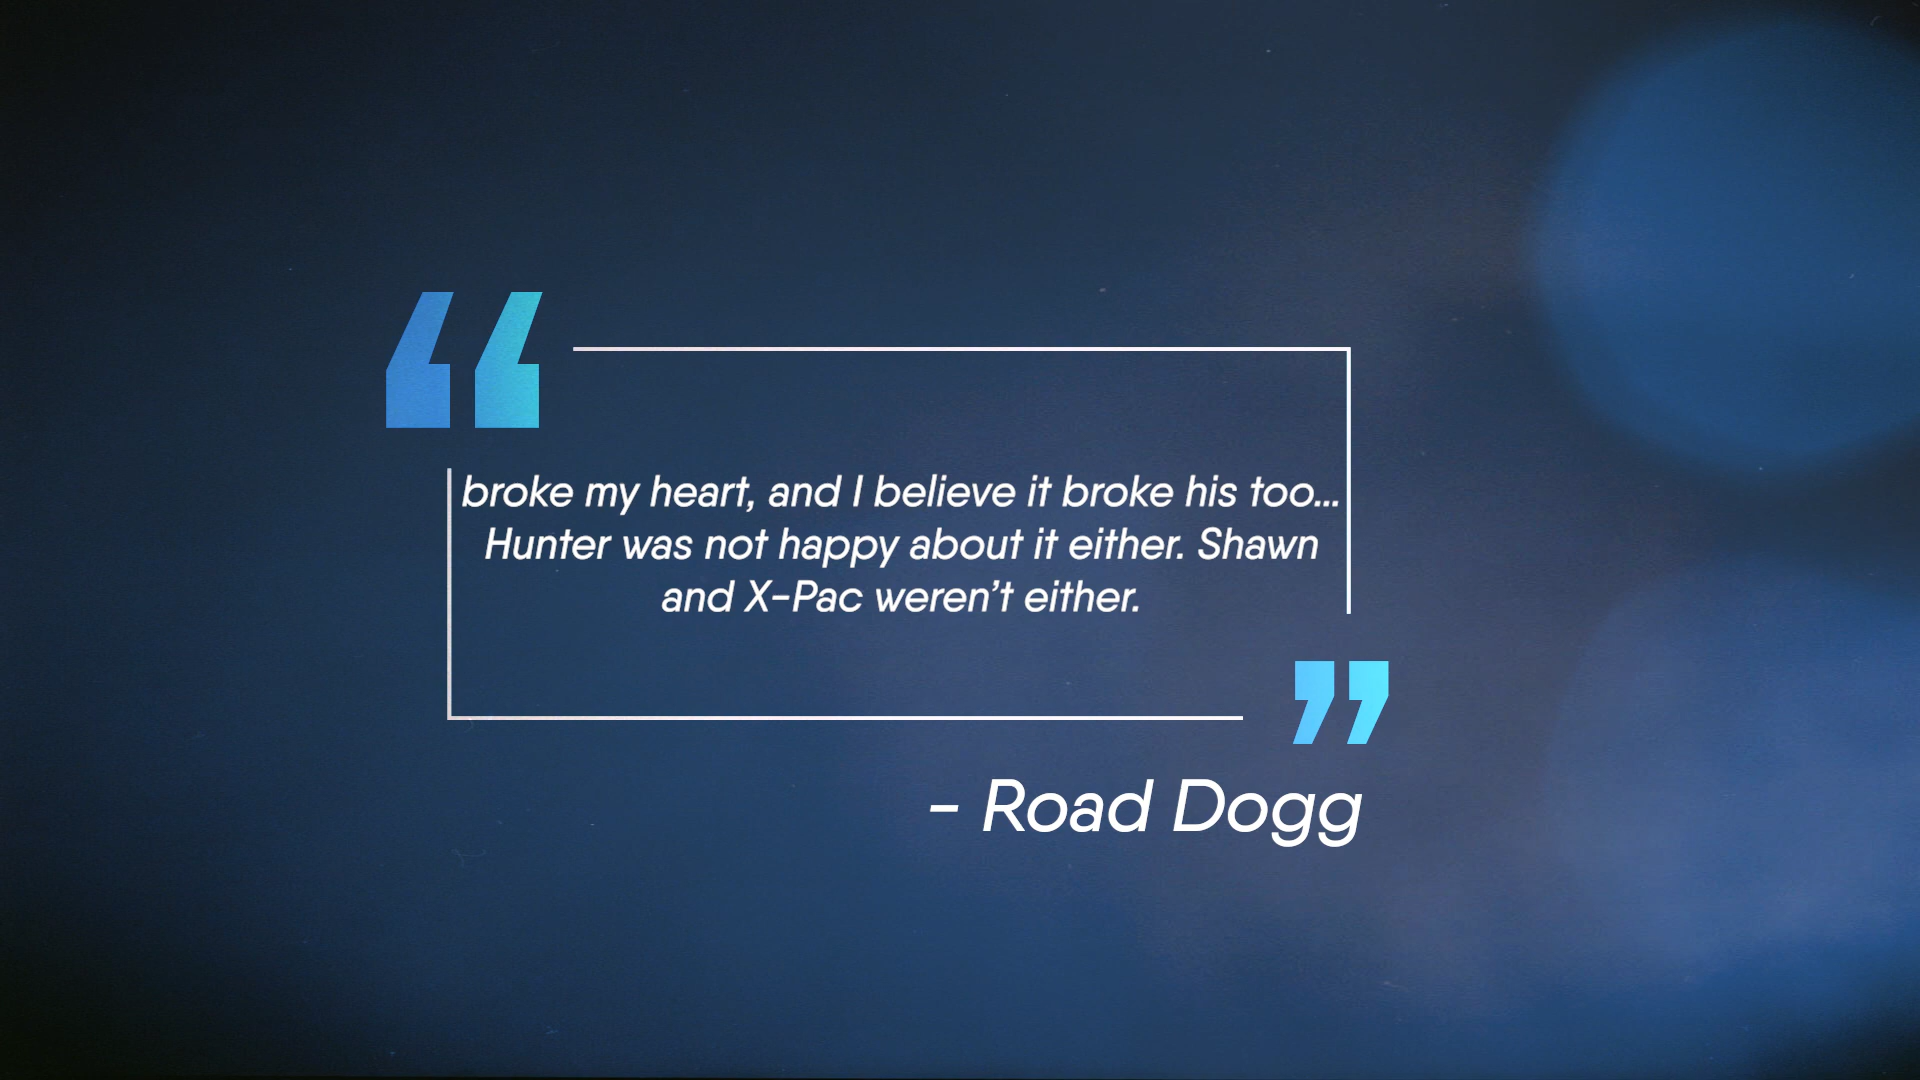 broke my heart, and I believe it broke his too...
Hunter was not happy about it either. Shawn
and X-Pac weren’t either.
- Road Dogg